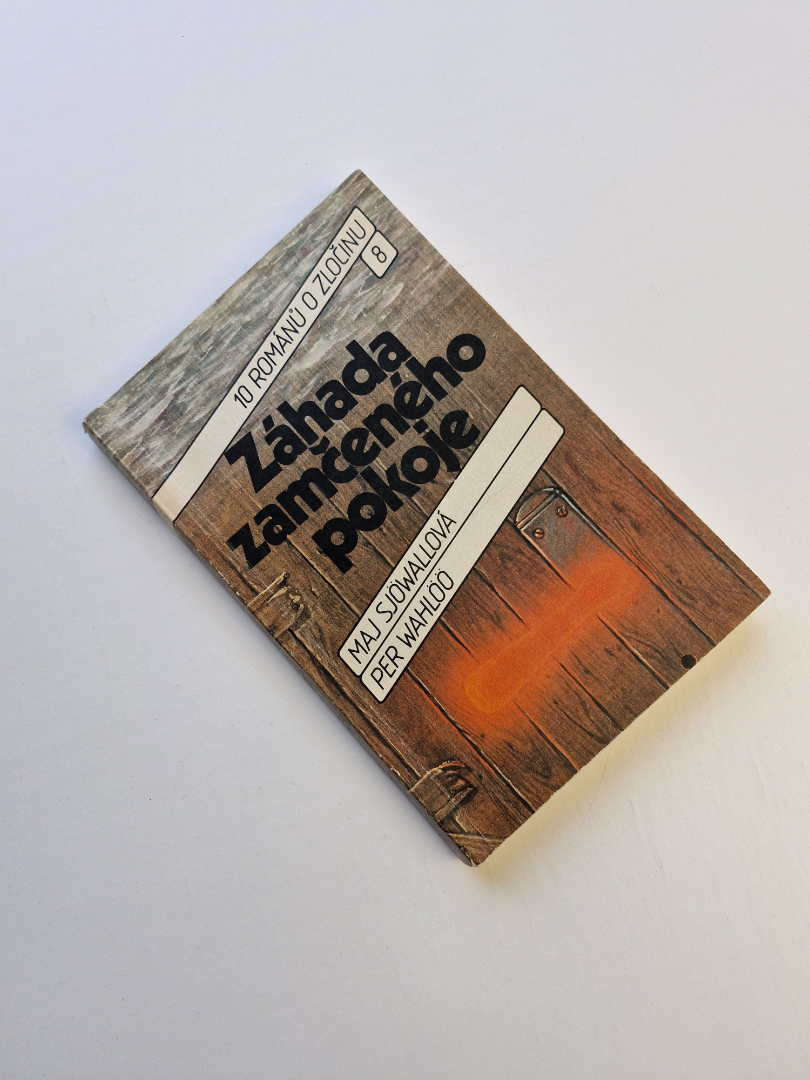 10 ROMÁNŮ O ZLOČINU
8
Záhada
zamčeného
pokoje
MAJ SJÖWALLOVÁ
PER WAHLÖÖ